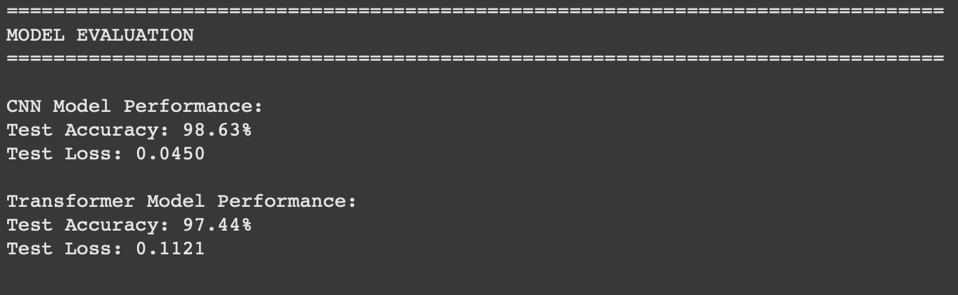 ================================================================================
MODEL EVALUATION
================================================================================
CNN Model Performance:
Test Accuracy: 98.63%
Test Loss: 0.0450
Transformer Model Performance:
Test Accuracy: 97.44%
Test Loss: 0.1121